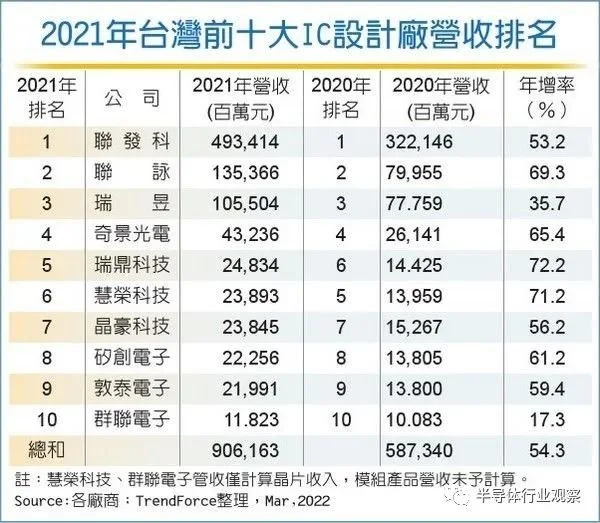 2021年台灣前十大IC設計廠營收排名
2021年排名 公司 2021年營收(百萬元) 2020年排名 2020年營收(百萬元) 年增率(%)
1 聯發科 493,414 1 322,146 53.2
2 聯詠 135,366 2 79,955 69.3
3 瑞昱 105,504 3 77.759 35.7
4 奇景光電 43,236 4 26,141 65.4
5 瑞鼎科技 24,834 6 14.425 72.2
6 慧榮科技 23,893 5 13,959 71.2
7 晶豪科技 23,845 7 15,267 56.2
8 矽創電子 22,256 8 13,805 61.2
9 敦泰電子 21,991 9 13.800 59.4
10 群聯電子 11.823 10 10.083 17.3
總和 906,163 587,340 54.3
註：慧榮科技、群聯電子管收僅計算晶片收入，模組產品營收未予計算。
Source:各廠商；TrendForce整理，Mar,2022
半导体行业观察